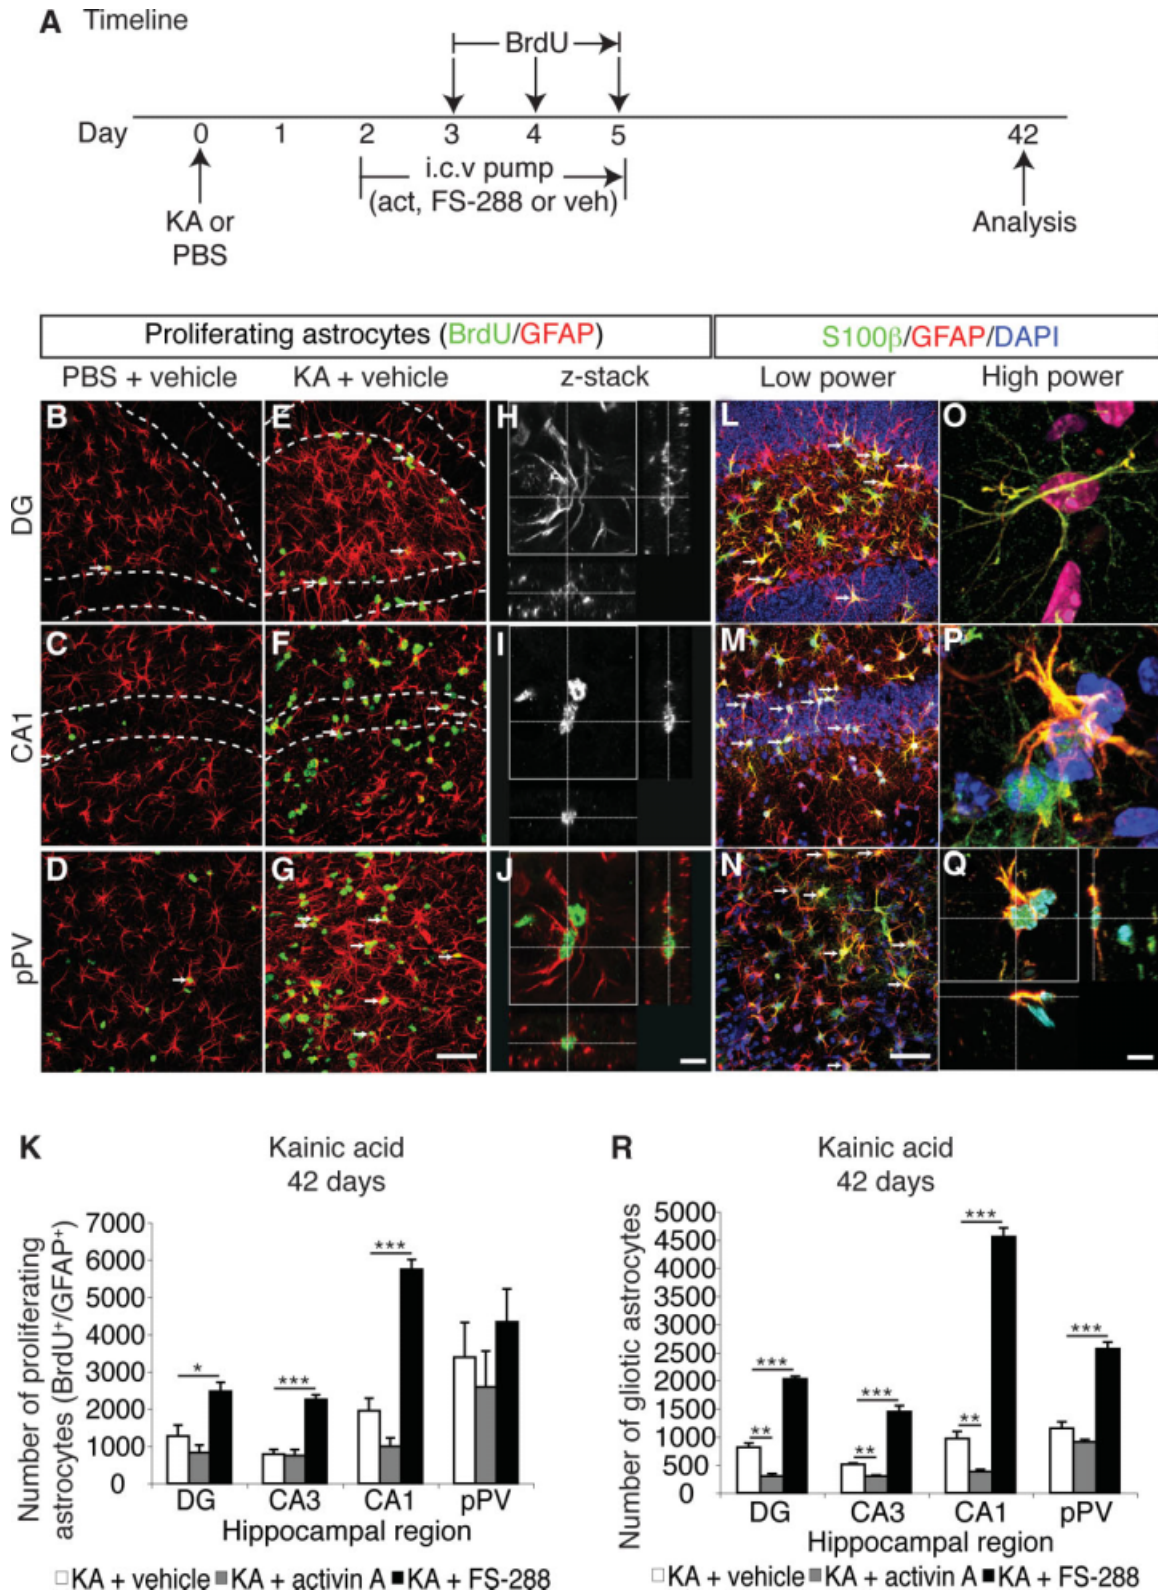 A Timeline
BrdU
Day 0 1 2 3 4 5 42
i.c.v pump
(act, FS-288 or veh)
KA or
PBS
Analysis
Proliferating astrocytes (BrdU/GFAP)
S100β/GFAP/DAPI
PBS + vehicle KA + vehicle z-stack Low power High power
B E H L O
DG
C F I M P
CA1
D G J N Q
pPV
K Kainic acid
42 days
Number of proliferating
astrocytes (BrdU⁺/GFAP⁺)
7000
6000
5000
4000
3000
2000
1000
0
* *** ***
DG CA3 CA1 pPV
Hippocampal region
KA + vehicle KA + activin A KA + FS-288
R Kainic acid
42 days
Number of gliotic astrocytes
5000
4500
4000
3500
3000
2500
2000
1500
1000
500
0
*** ** *** ** *** ** ***
DG CA3 CA1 pPV
Hippocampal region
KA + vehicle KA + activin A KA + FS-288